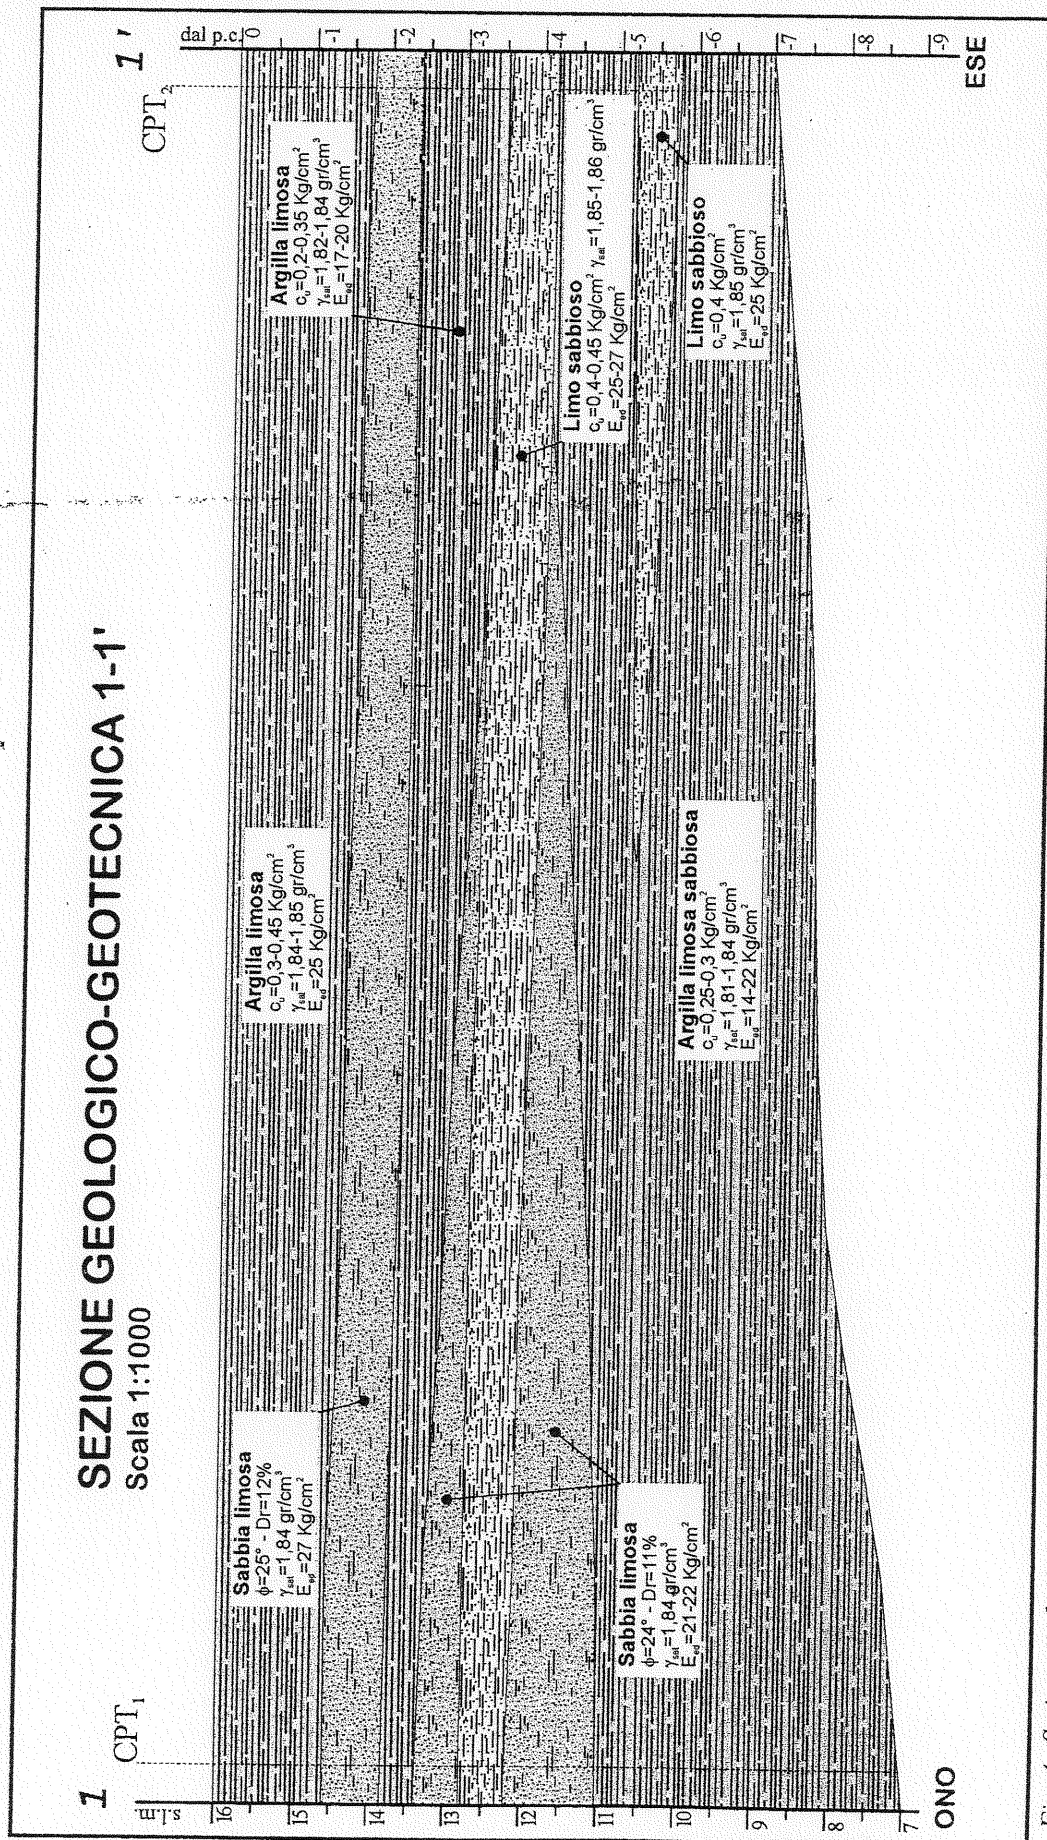 SEZIONE GEOLOGICO-GEOTECNICA 1-1'
Scala 1:1000
1
1'
CPT₁
CPT₂
s.l.m.
16
15
14
13
12
11
10
9
8
7
ONO
dal p.c.
0
-1
-2
-3
-4
-5
-6
-7
-8
-9
ESE
Sabbia limosa
ϕ=25° - Dr=12%
γsat=1,84 gr/cm³
Eed=27 Kg/cm²
Argilla limosa
cu=0,3-0,45 Kg/cm²
γsat=1,84-1,85 gr/cm³
Eed=25 Kg/cm²
Argilla limosa
cu=0,2-0,35 Kg/cm²
γsat=1,82-1,84 gr/cm³
Eed=17-20 Kg/cm²
Sabbia limosa
ϕ=24° - Dr=11%
γsat=1,84 gr/cm³
Eed=21-22 Kg/cm²
Argilla limosa sabbiosa
cu=0,25-0,3 Kg/cm²
γsat=1,81-1,84 gr/cm³
Eed=14-22 Kg/cm²
Limo sabbioso
cu=0,4-0,45 Kg/cm² γsat=1,85-1,86 gr/cm³
Eed=25-27 Kg/cm²
Limo sabbioso
cu=0,4 Kg/cm²
γsat=1,85 gr/cm³
Eed=25 Kg/cm²